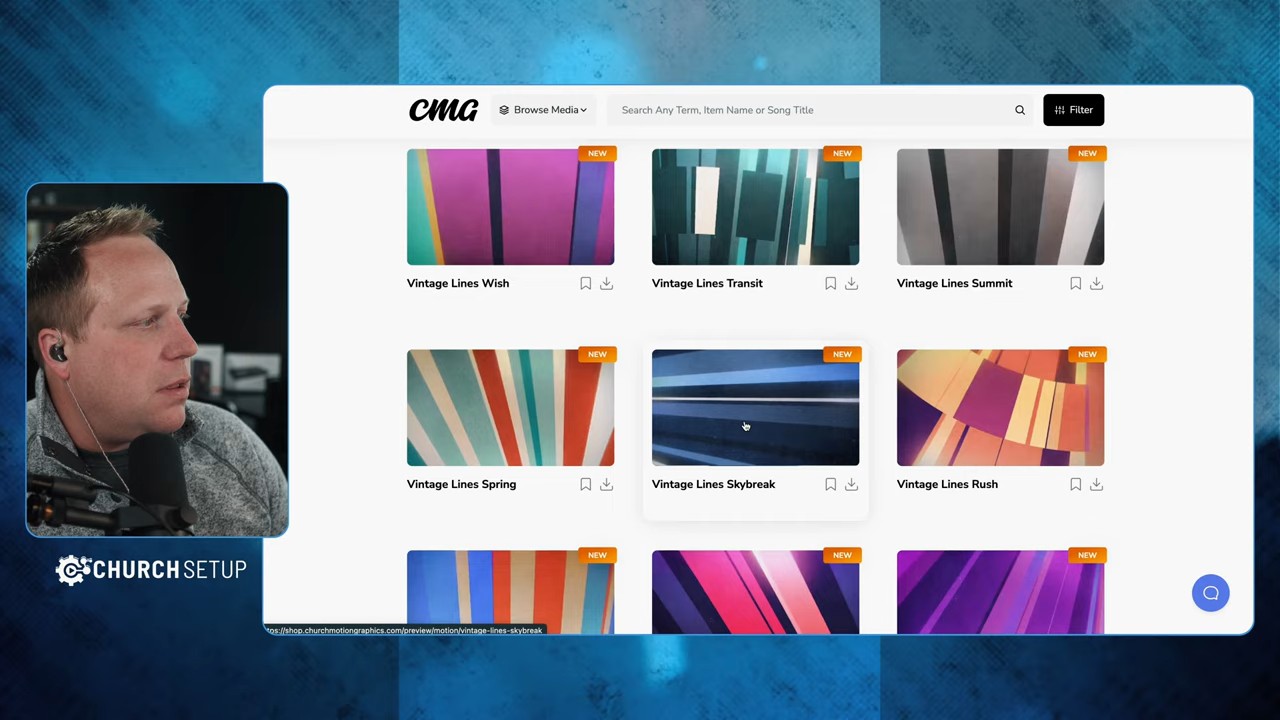 CMG
Browse Media
Search Any Term, Item Name or Song Title
Filter
NEW
NEW
NEW
Vintage Lines Wish
Vintage Lines Transit
Vintage Lines Summit
NEW
NEW
NEW
Vintage Lines Spring
Vintage Lines Skybreak
Vintage Lines Rush
NEW
NEW
NEW
CHURCH SETUP
tps://shop.churchmotiongraphics.com/preview/motion/vintage-lines-skybreak